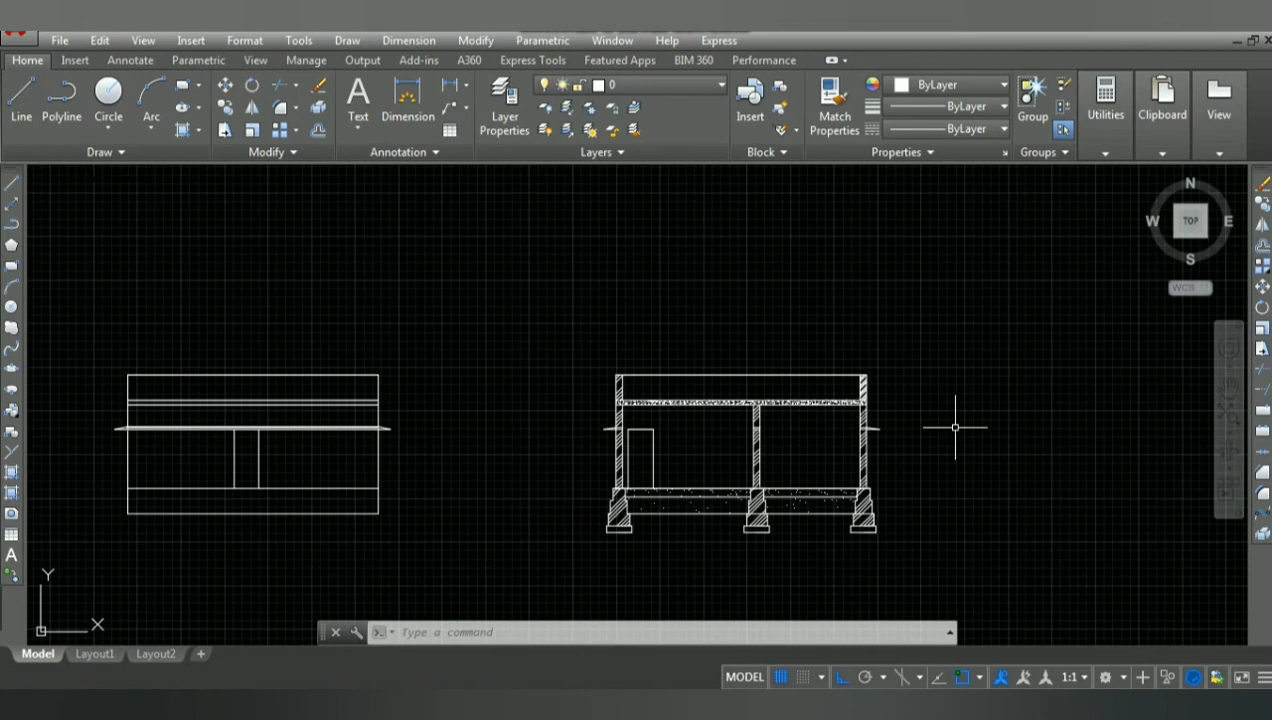 File Edit View Insert Format Tools Draw Dimension Modify Parametric Window Help Express
Home Insert Annotate Parametric View Manage Output Add-ins A360 Express Tools Featured Apps BIM 360 Performance
0
ByLayer
ByLayer
ByLayer
Line Polyline Circle Arc
Text Dimension
Layer Properties
Insert
Match Properties
Group
Utilities
Clipboard
View
Draw Modify Annotation Layers Block Properties Groups
N
W TOP E
S
WCS
Y
X
A
Type a command
Model Layout1 Layout2 +
MODEL 1:1